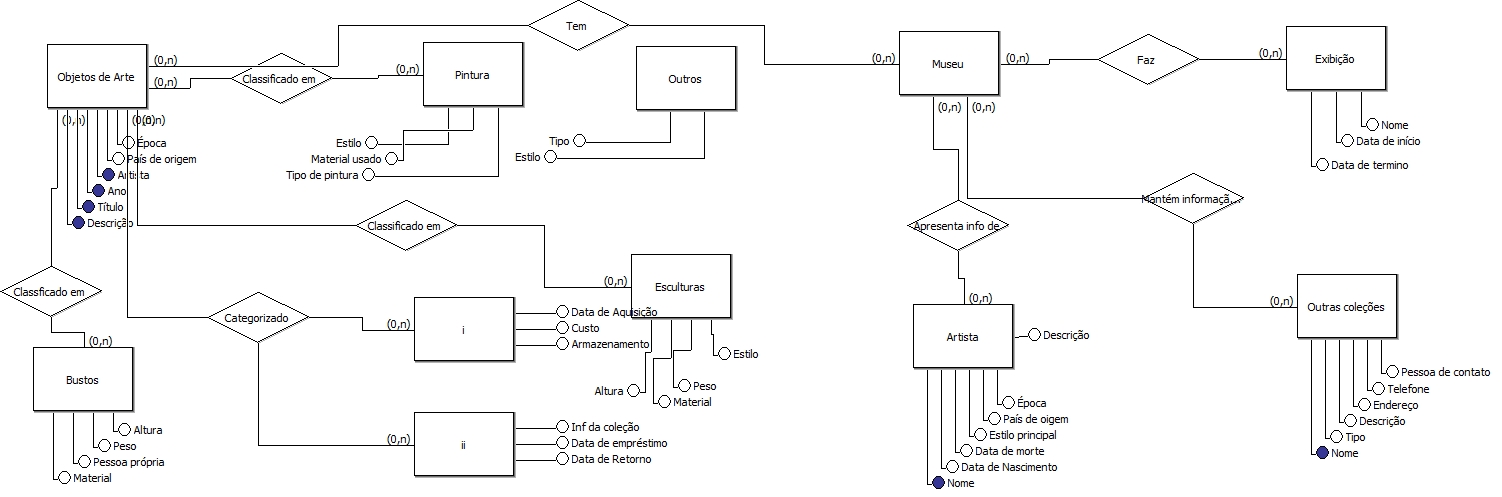 Tem
Objetos de Arte
(0,n)
(0,n)
Classificado em
(0,n)
Pintura
Outros
(0,n)
Museu
(0,n)
Faz
(0,n)
Exibição
(0,n)
(0,n)
(0,n)
Época
País de origem
Artista
Ano
Título
Descrição
Estilo
Material usado
Tipo de pintura
Tipo
Estilo
(0,n)
(0,n)
Nome
Data de início
Data de termino
Classificado em
Apresenta info de
Mantém informaçã...
Classficado em
(0,n)
Bustos
Altura
Peso
Pessoa própria
Material
Categorizado
(0,n)
i
Data de Aquisição
Custo
Armazenamento
(0,n)
Esculturas
Estilo
Altura
Peso
Material
(0,n)
ii
Inf da coleção
Data de empréstimo
Data de Retorno
(0,n)
Artista
Descrição
Época
País de oigem
Estilo principal
Data de morte
Data de Nascimento
Nome
(0,n)
Outras coleções
Pessoa de contato
Telefone
Endereço
Descrição
Tipo
Nome